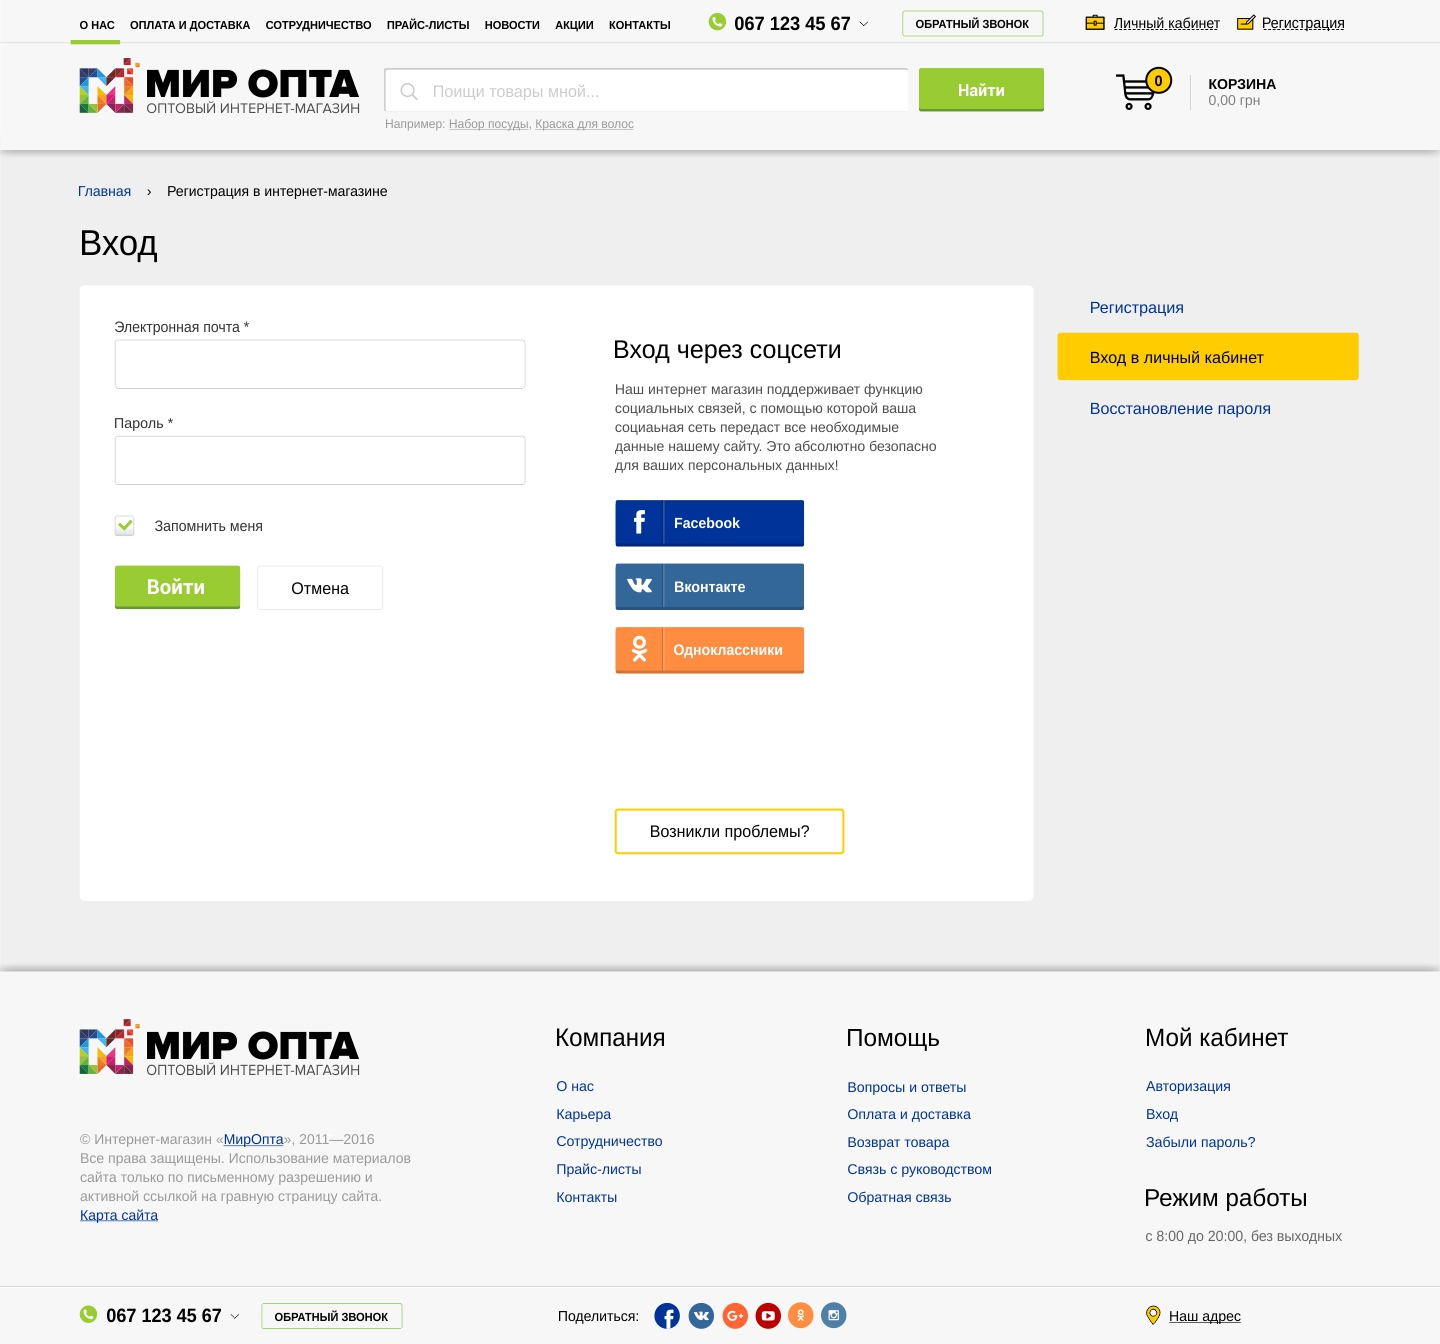 О НАС ОПЛАТА И ДОСТАВКА СОТРУДНИЧЕСТВО ПРАЙС-ЛИСТЫ НОВОСТИ АКЦИИ КОНТАКТЫ 067 123 45 67 ОБРАТНЫЙ ЗВОНОК Личный кабинет Регистрация
МИР ОПТА
ОПТОВЫЙ ИНТЕРНЕТ-МАГАЗИН
Поищи товары мной...
Найти
Например: Набор посуды, Краска для волос
0
КОРЗИНА
0,00 грн
Главная › Регистрация в интернет-магазине
Вход
Электронная почта *
Пароль *
Запомнить меня
Войти Отмена
Вход через соцсети
Наш интернет магазин поддерживает функцию
социальных связей, с помощью которой ваша
социаьная сеть передаст все необходимые
данные нашему сайту. Это абсолютно безопасно
для ваших персональных данных!
Facebook
Вконтакте
Одноклассники
Возникли проблемы?
Регистрация
Вход в личный кабинет
Восстановление пароля
МИР ОПТА
ОПТОВЫЙ ИНТЕРНЕТ-МАГАЗИН
© Интернет-магазин «МирОпта», 2011—2016
Все права защищены. Использование материалов
сайта только по письменному разрешению и
активной ссылкой на гравную страницу сайта.
Карта сайта
Компания
О нас
Карьера
Сотрудничество
Прайс-листы
Контакты
Помощь
Вопросы и ответы
Оплата и доставка
Возврат товара
Связь с руководством
Обратная связь
Мой кабинет
Авторизация
Вход
Забыли пароль?
Режим работы
с 8:00 до 20:00, без выходных
067 123 45 67 ОБРАТНЫЙ ЗВОНОК Поделиться: Наш адрес